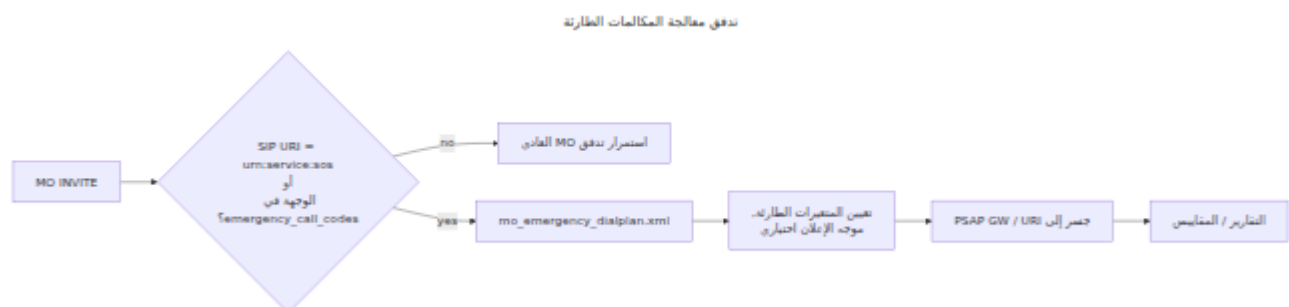 تدفق معالجة المكالمات الطارئة
MO INVITE
SIP URI =
urn:service:sos
أو
الوجهة في
emergency_call_codes؟
no
استمرار تدفق MO العادي
yes
mo_emergency_dialplan.xml
تعيين المتغيرات الطارئة،
موجه الإعلان اختياري
جسر إلى PSAP GW / URI
التقارير / المقاييس